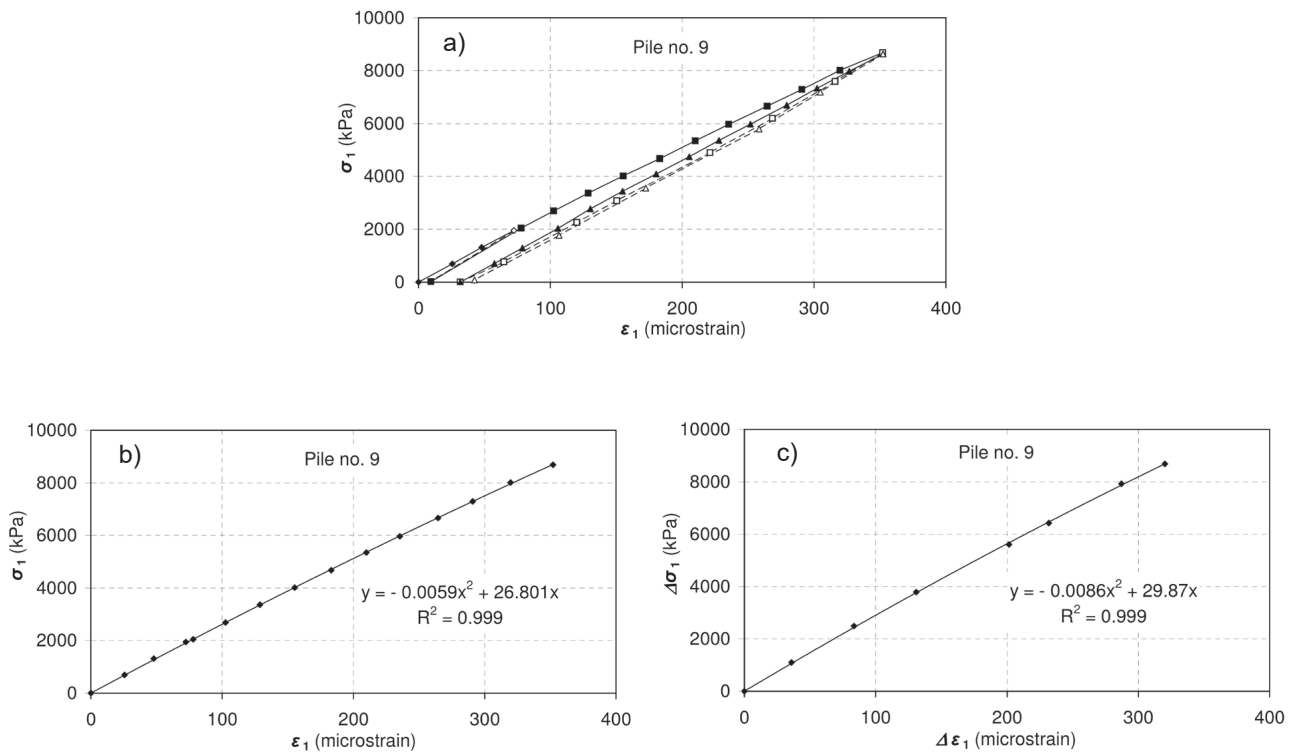 10000
8000
6000
4000
2000
0
σ₁ (kPa)
a)
Pile no. 9
0 100 200 300 400
ε₁ (microstrain)
10000
8000
6000
4000
2000
0
σ₁ (kPa)
b)
Pile no. 9
y = - 0.0059x² + 26.801x
R² = 0.999
0 100 200 300 400
ε₁ (microstrain)
10000
8000
6000
4000
2000
0
Δσ₁ (kPa)
c)
Pile no. 9
y = - 0.0086x² + 29.87x
R² = 0.999
0 100 200 300 400
Δε₁ (microstrain)